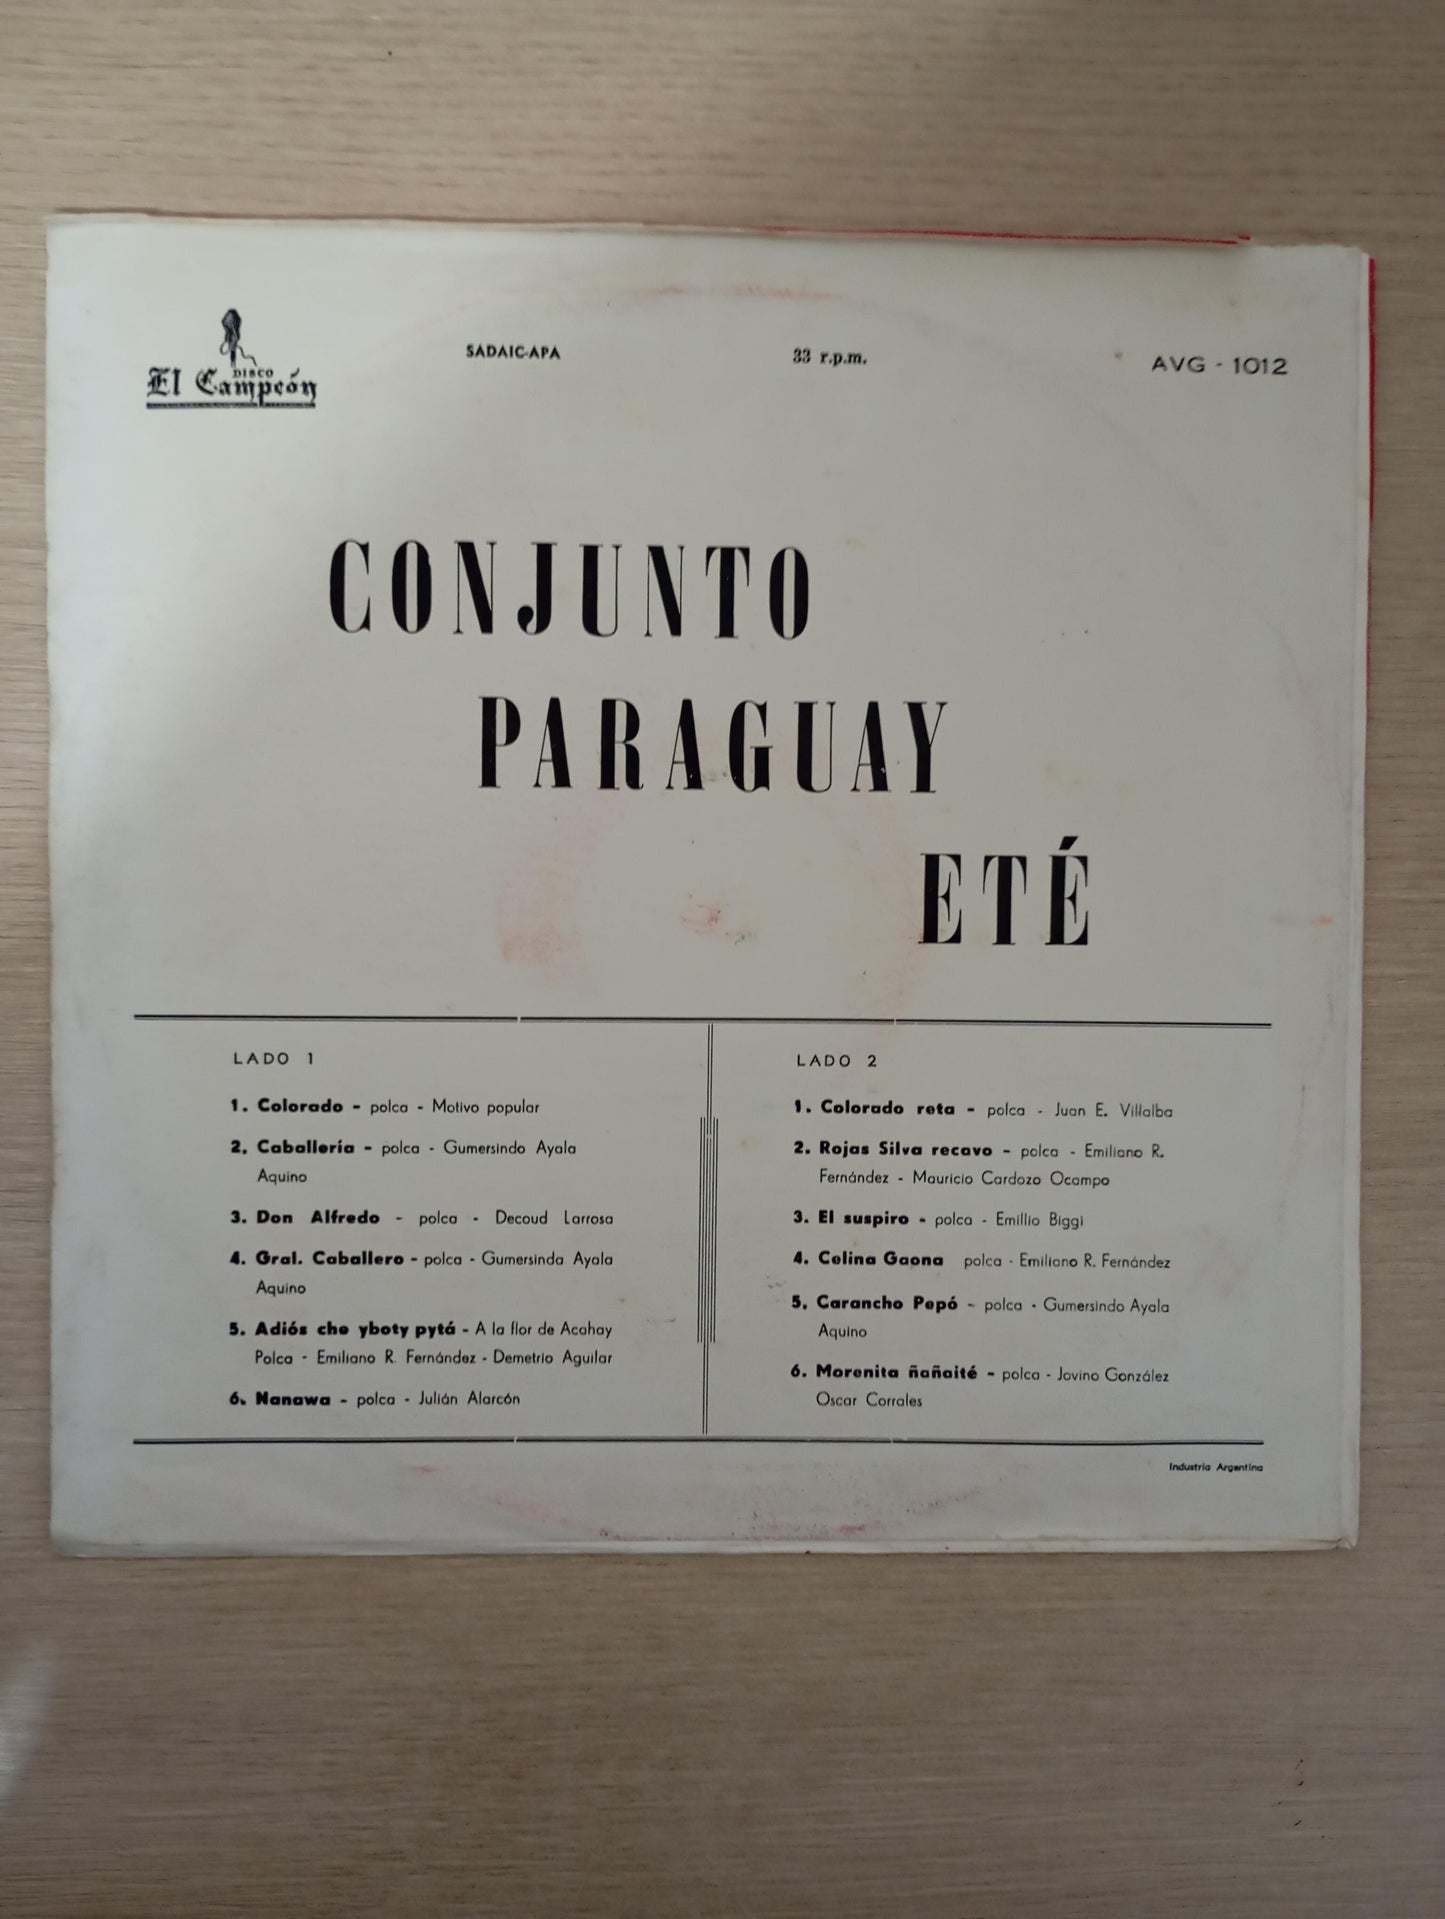 DISCO
El Campeón
SADAIC-APA
33 r.p.m.
AVG - 1012
CONJUNTO
PARAGUAY
ETÉ
LADO 1
1. Colorado - polca - Motivo popular
2. Caballería - polca - Gumersindo Ayala
Aquino
3. Don Alfredo - polca - Decoud Larrosa
4. Gral. Caballero - polca - Gumersinda Ayala
Aquino
5. Adiós che yboty pytá - A la flor de Acahay
Polca - Emiliano R. Fernández - Demetrio Aguilar
6. Nanawa - polca - Julián Alarcón
LADO 2
1. Colorado reta - polca - Juan E. Villalba
2. Rojas Silva recavo - polca - Emiliano R.
Fernández - Mauricio Cardozo Ocampo
3. El suspiro - polca - Emillio Biggi
4. Celina Gaona polca - Emiliano R. Fernández
5. Carancho Pepó - polca - Gumersindo Ayala
Aquino
6. Morenita ñañaité - polca - Jovino González
Oscar Corrales
Industria Argentina